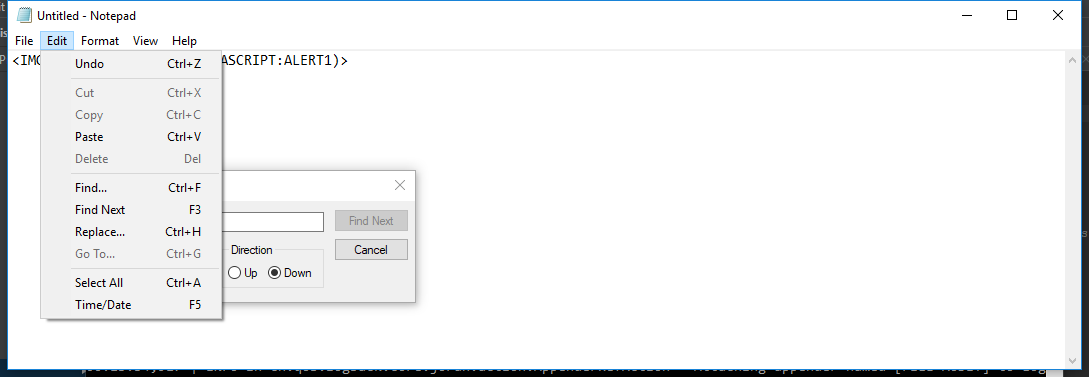 Untitled - Notepad
File Edit Format View Help
<IMG ASCRIPT:ALERT1)>
Undo Ctrl+Z
Cut Ctrl+X
Copy Ctrl+C
Paste Ctrl+V
Delete Del
Find... Ctrl+F
Find Next F3
Replace... Ctrl+H
Go To... Ctrl+G
Select All Ctrl+A
Time/Date F5
Find Next
Cancel
Direction
Up Down